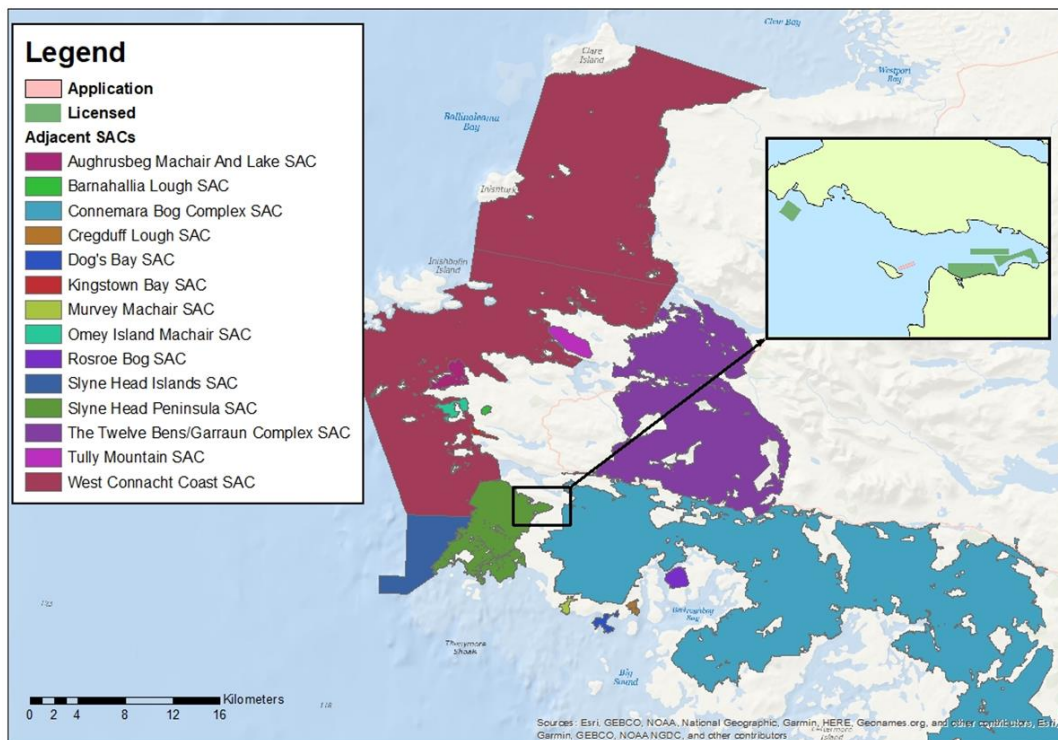 Legend
Application
Licensed
Adjacent SACs
Aughrusbeg Machair And Lake SAC
Barnahallia Lough SAC
Connemara Bog Complex SAC
Cregduff Lough SAC
Dog's Bay SAC
Kingstown Bay SAC
Murvey Machair SAC
Omey Island Machair SAC
Rosroe Bog SAC
Slyne Head Islands SAC
Slyne Head Peninsula SAC
The Twelve Bens/Garraun Complex SAC
Tully Mountain SAC
West Connacht Coast SAC
Clare
Island
Clew Bay
Westport
Bay
Bay
Inishturk
Inishbofin
Island
Shoals
Big
Sound
Bay
Kilometers
0 2 4 8 12 16
Sources: Esri, GEBCO, NOAA, National Geographic, Garmin, HERE, Geonames.org, and other contributors, Esri,
Garmin, GEBCO, NOAA NGDC, and other contributors
Island